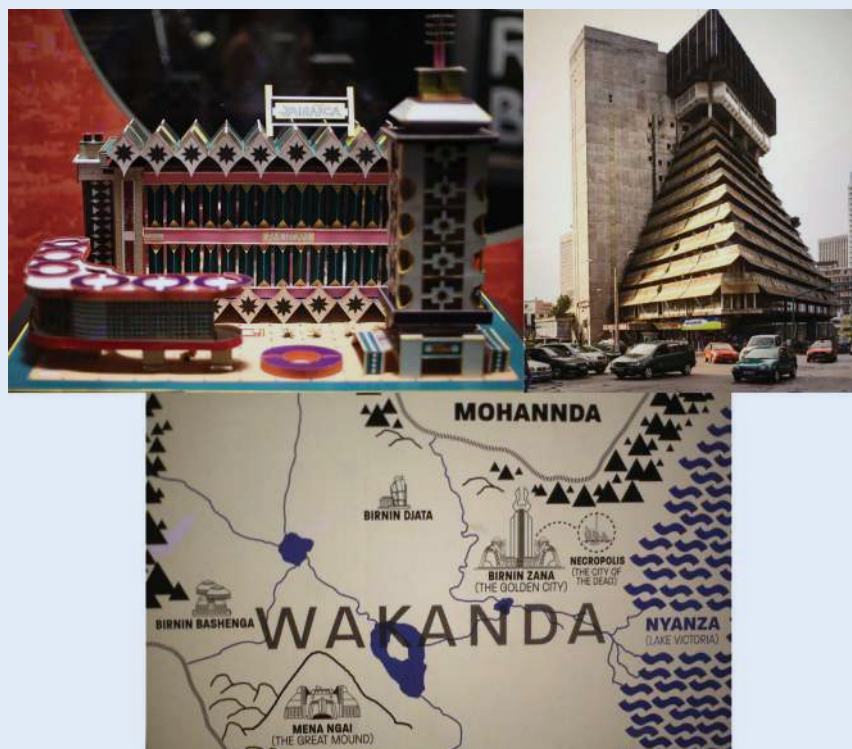 R
B
JAMAICA
MOHANNDA
BIRNIN DJATA
BIRNIN ZANA
(THE GOLDEN CITY)
NECROPOLIS
(THE CITY OF
THE DEAD)
BIRNIN BASHENGA
WAKANDA
NYANZA
(LAKE VICTORIA)
MENA NGAI
(THE GREAT MOUND)